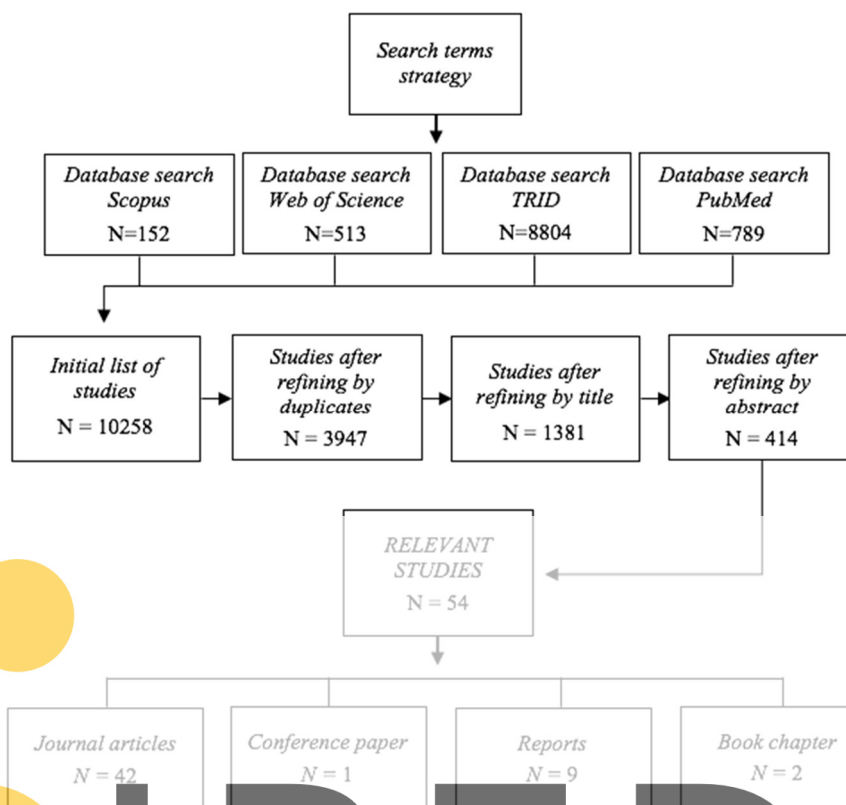 Search terms
strategy
Database search
Scopus
N=152
Database search
Web of Science
N=513
Database search
TRID
N=8804
Database search
PubMed
N=789
Initial list of
studies
N = 10258
Studies after
refining by
duplicates
N = 3947
Studies after
refining by title
N = 1381
Studies after
refining by
abstract
N = 414
RELEVANT
STUDIES
N = 54
Journal articles
N = 42
Conference paper
N = 1
Reports
N = 9
Book chapter
N = 2